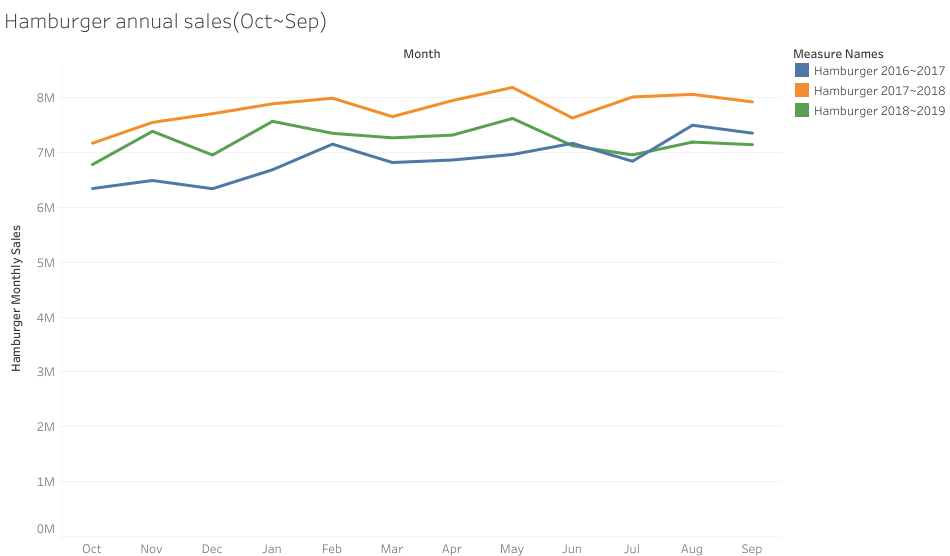 Hamburger annual sales(Oct~Sep)
Month
Measure Names
Hamburger 2016~2017
Hamburger 2017~2018
Hamburger 2018~2019
Hamburger Monthly Sales
8M
7M
6M
5M
4M
3M
2M
1M
0M
Oct Nov Dec Jan Feb Mar Apr May Jun Jul Aug Sep